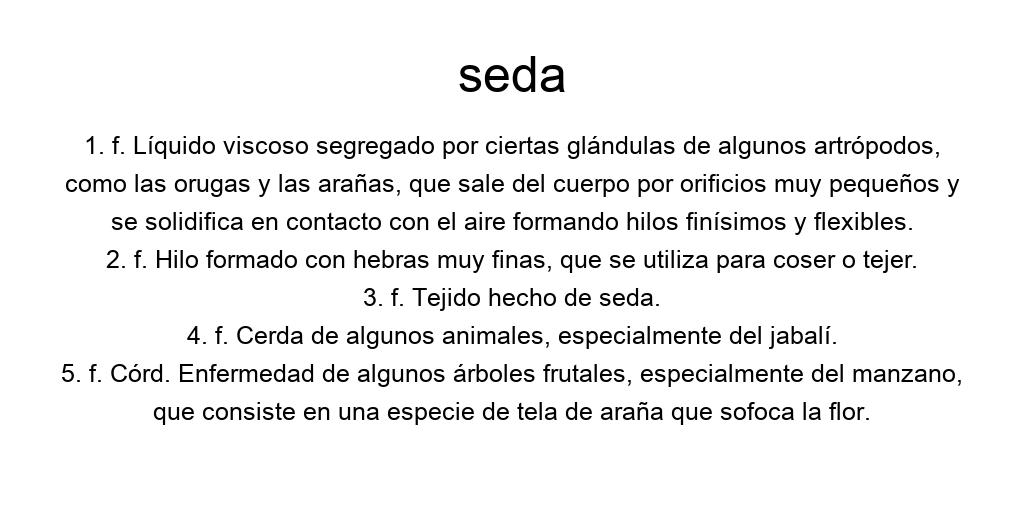 seda
1. f. Líquido viscoso segregado por ciertas glándulas de algunos artrópodos,
como las orugas y las arañas, que sale del cuerpo por orificios muy pequeños y
se solidifica en contacto con el aire formando hilos finísimos y flexibles.
2. f. Hilo formado con hebras muy finas, que se utiliza para coser o tejer.
3. f. Tejido hecho de seda.
4. f. Cerda de algunos animales, especialmente del jabalí.
5. f. Córd. Enfermedad de algunos árboles frutales, especialmente del manzano,
que consiste en una especie de tela de araña que sofoca la flor.